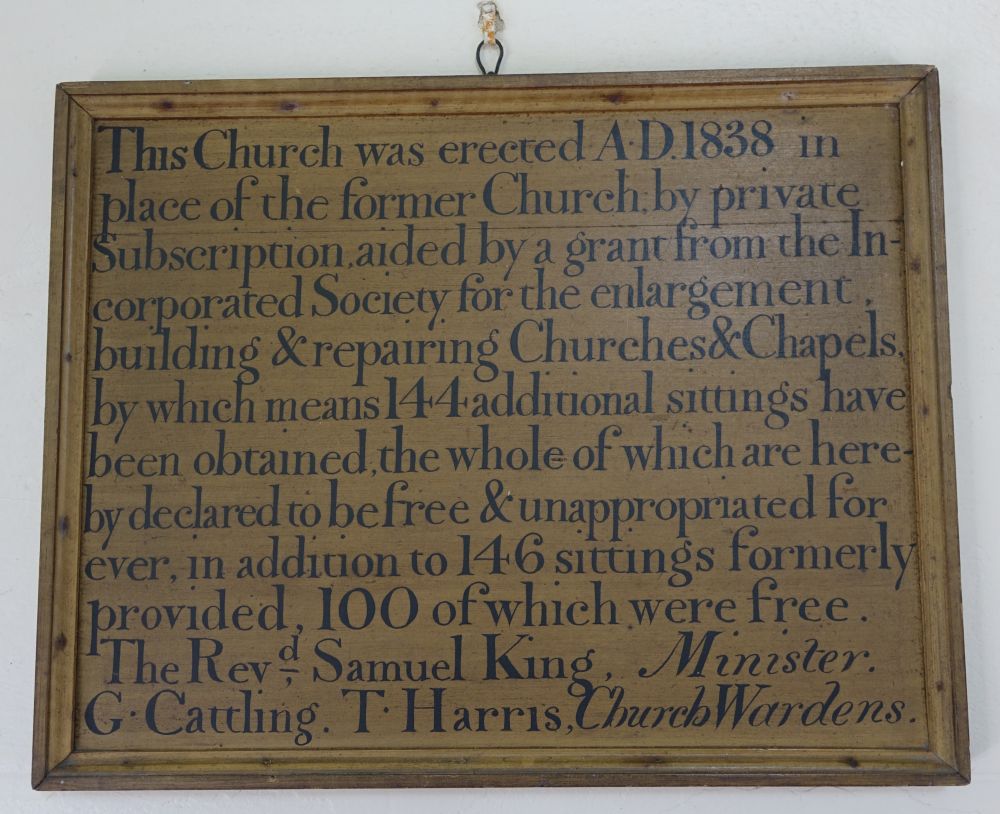 This Church was erected A.D. 1838 in
place of the former Church, by private
Subscription, aided by a grant from the In-
corporated Society for the enlargement,
building & repairing Churches & Chapels,
by which means 144 additional sittings have
been obtained, the whole of which are here-
by declared to be free & unappropriated for
ever, in addition to 146 sittings formerly
provided, 100 of which were free.
The Revd, Samuel King, Minister.
G. Cattling. T. Harris, Church Wardens.